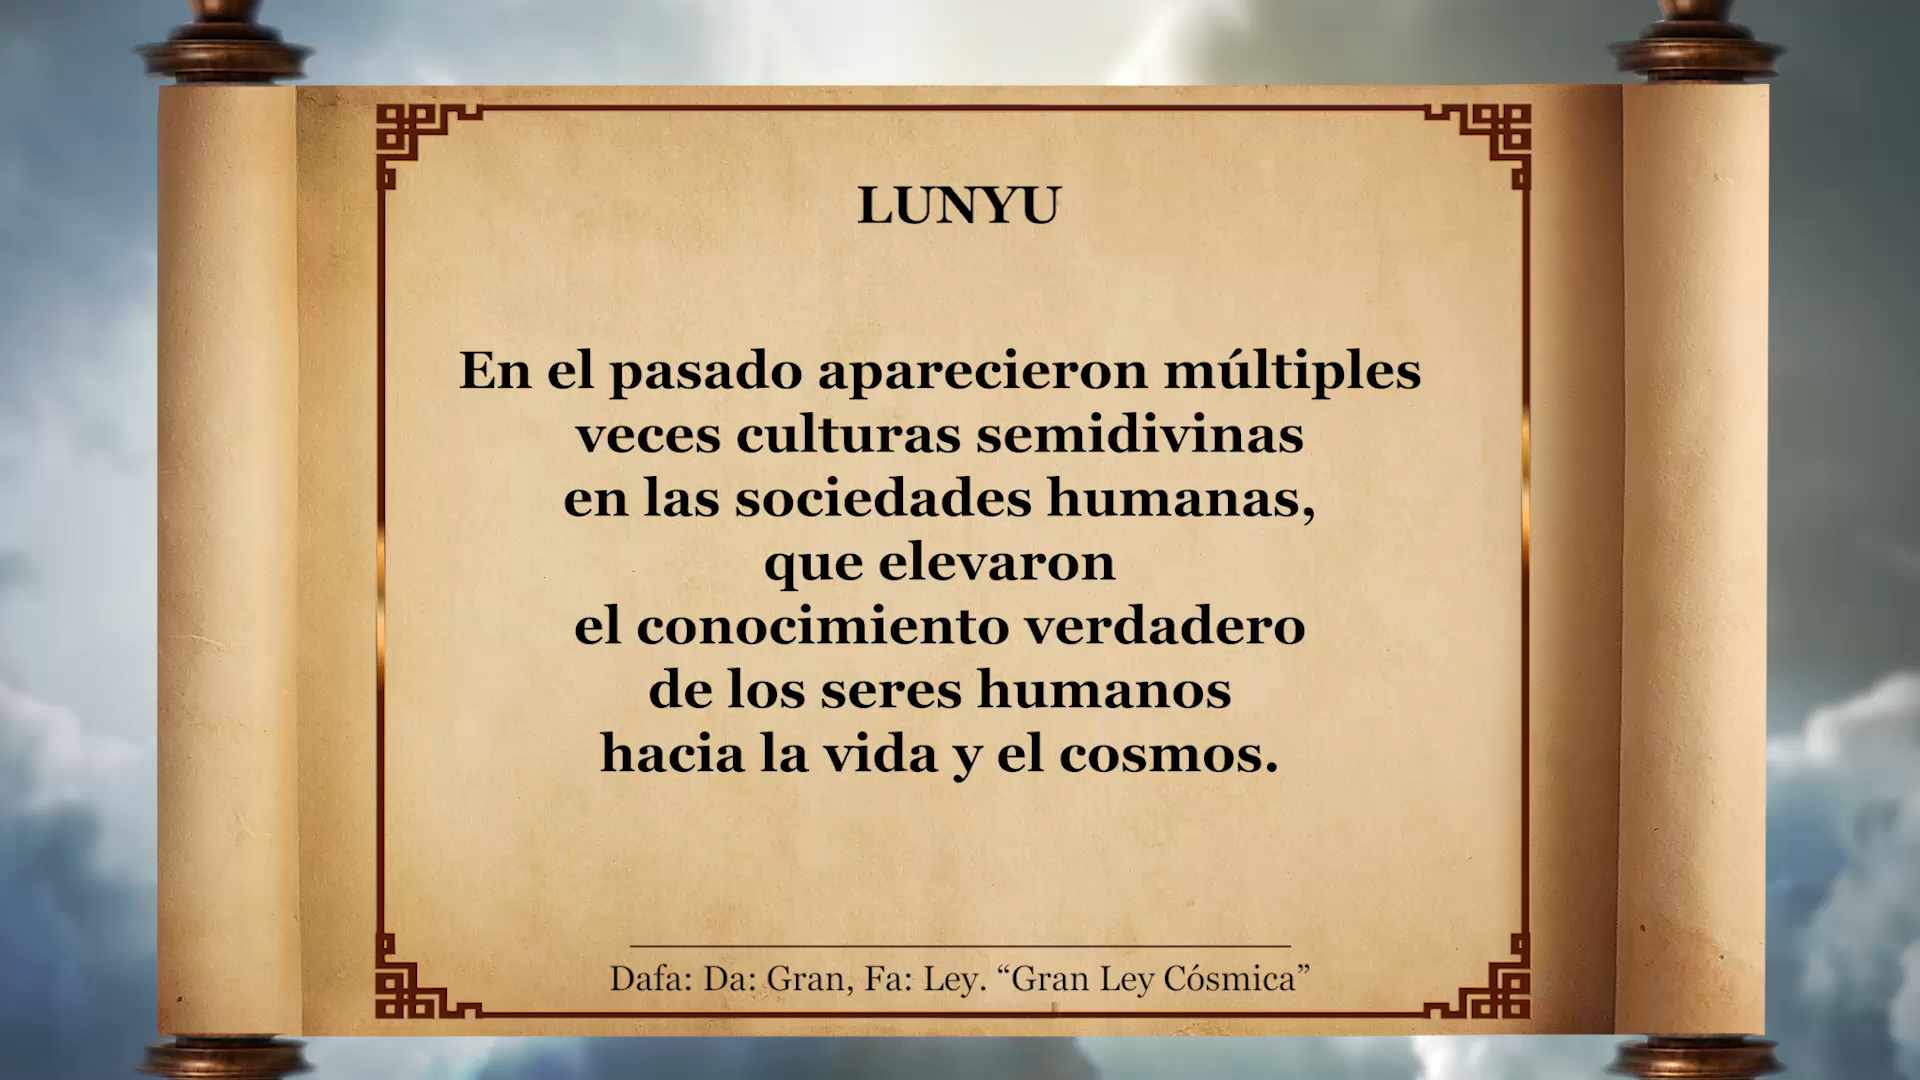 LUNYU
En el pasado aparecieron múltiples
veces culturas semidivinas
en las sociedades humanas,
que elevaron
el conocimiento verdadero
de los seres humanos
hacia la vida y el cosmos.
Dafa: Da: Gran, Fa: Ley. “Gran Ley Cósmica”